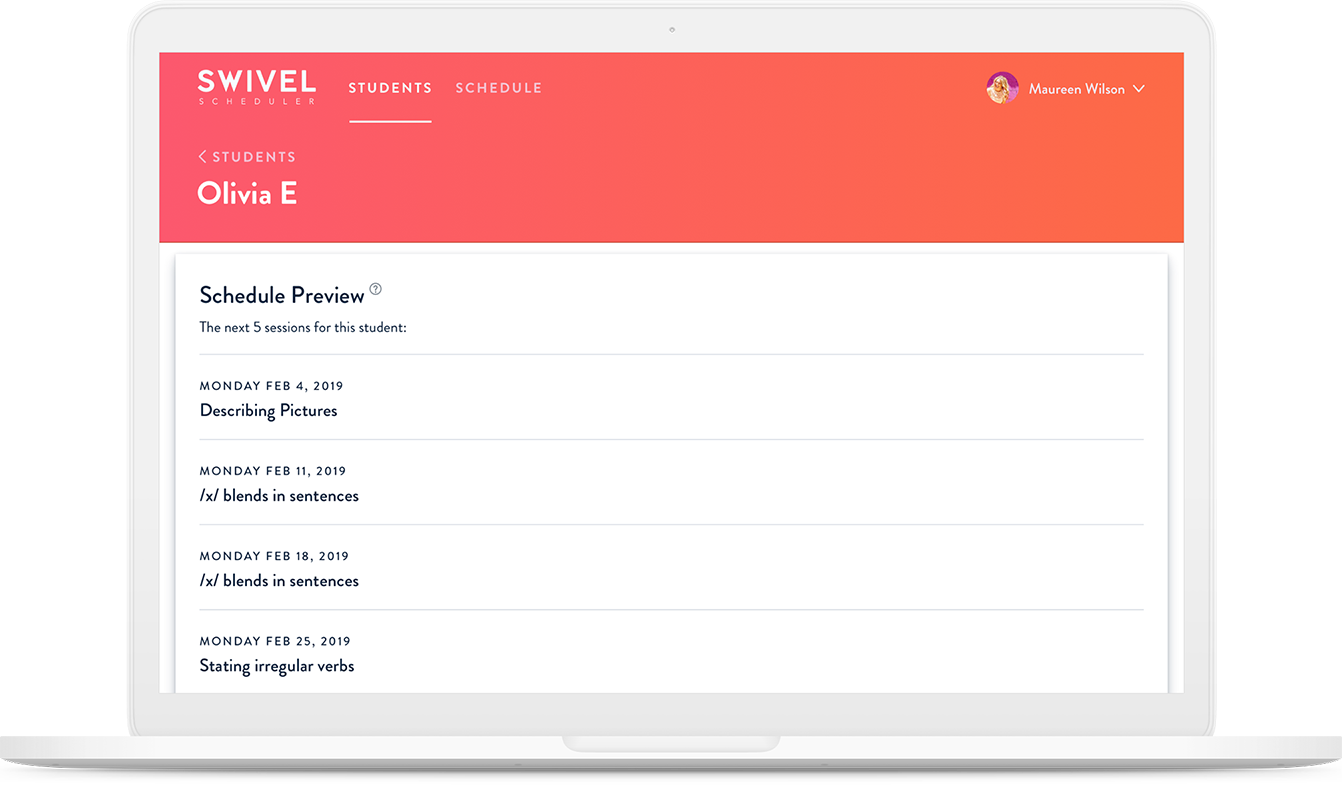 SWIVEL
SCHEDULER
STUDENTS
SCHEDULE
Maureen Wilson
STUDENTS
Olivia E
Schedule Preview ?
The next 5 sessions for this student:
MONDAY FEB 4, 2019
Describing Pictures
MONDAY FEB 11, 2019
/x/ blends in sentences
MONDAY FEB 18, 2019
/x/ blends in sentences
MONDAY FEB 25, 2019
Stating irregular verbs